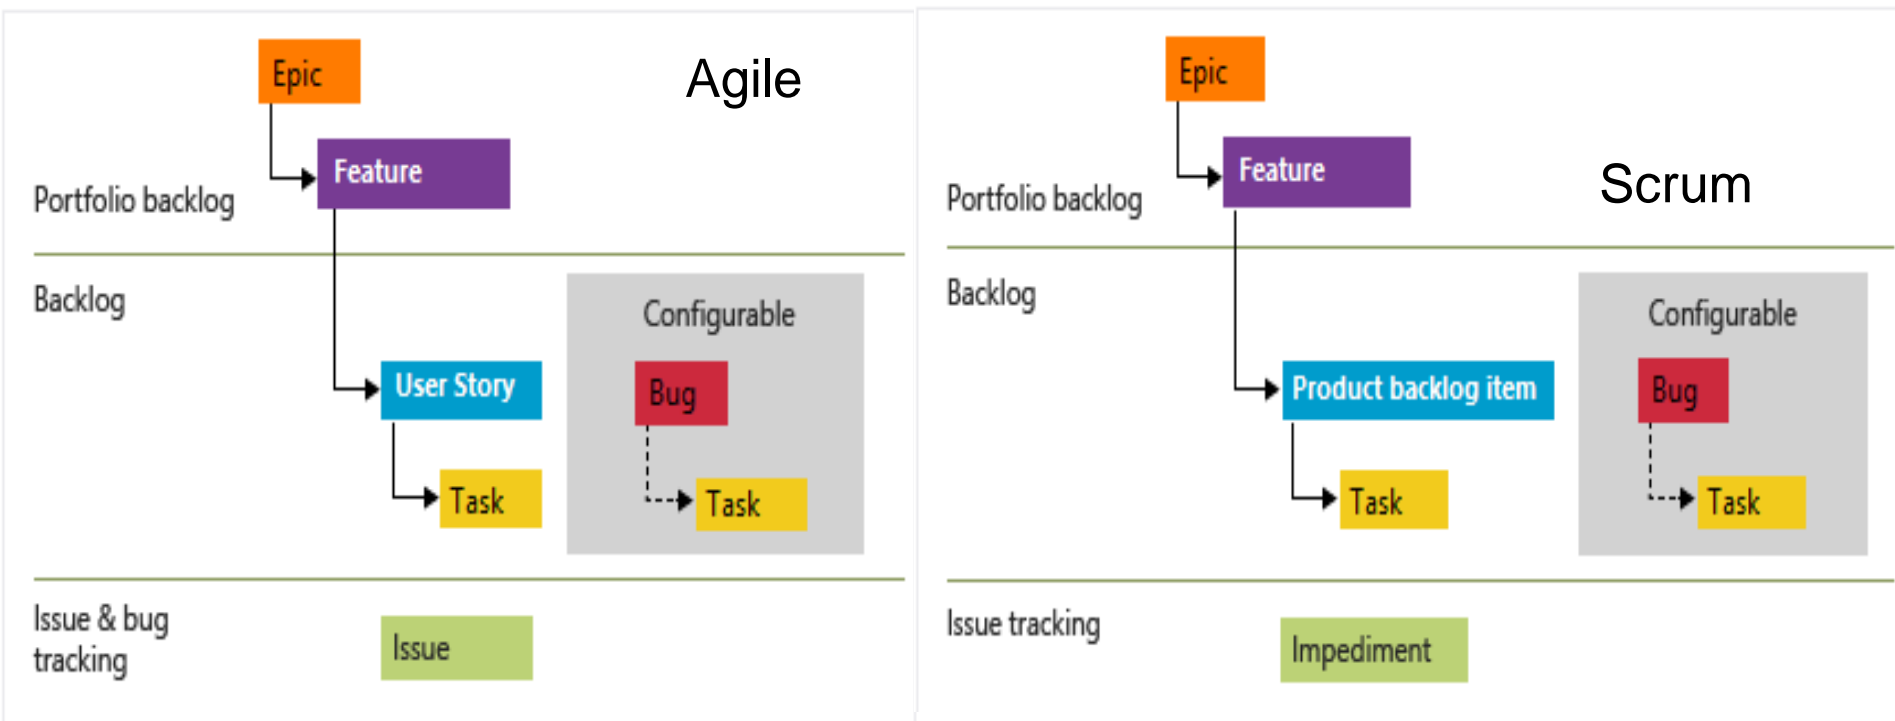 Epic
Agile
Feature
Portfolio backlog
Backlog
Configurable
User Story
Bug
Task
Task
Issue & bug
tracking
Issue
Epic
Feature
Scrum
Portfolio backlog
Backlog
Configurable
Product backlog item
Bug
Task
Task
Issue tracking
Impediment